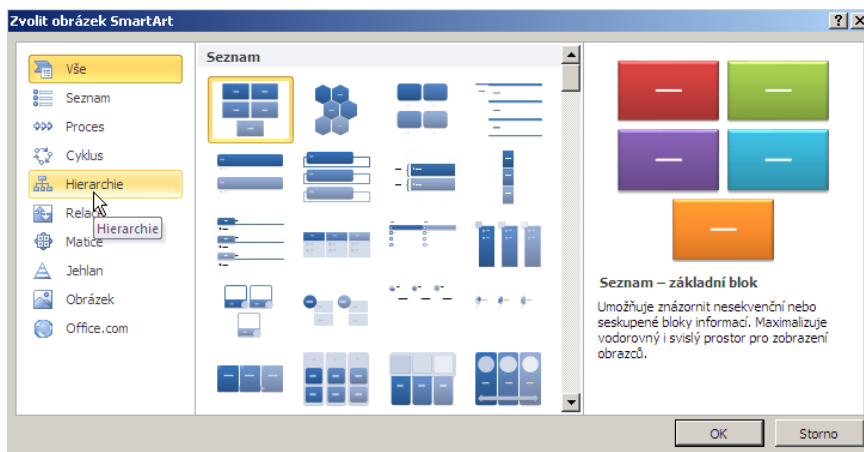 Zvolit obrázek SmartArt
Vše
Seznam
Proces
Cyklus
Hierarchie
Hierarchie
Matice
Jehlan
Obrázek
Office.com
Seznam
Seznam – základní blok
Umožňuje znázornit nesekvenční nebo
seskupené bloky informací. Maximalizuje
vodorovný i svislý prostor pro zobrazení
obrazců.
OK
Storno